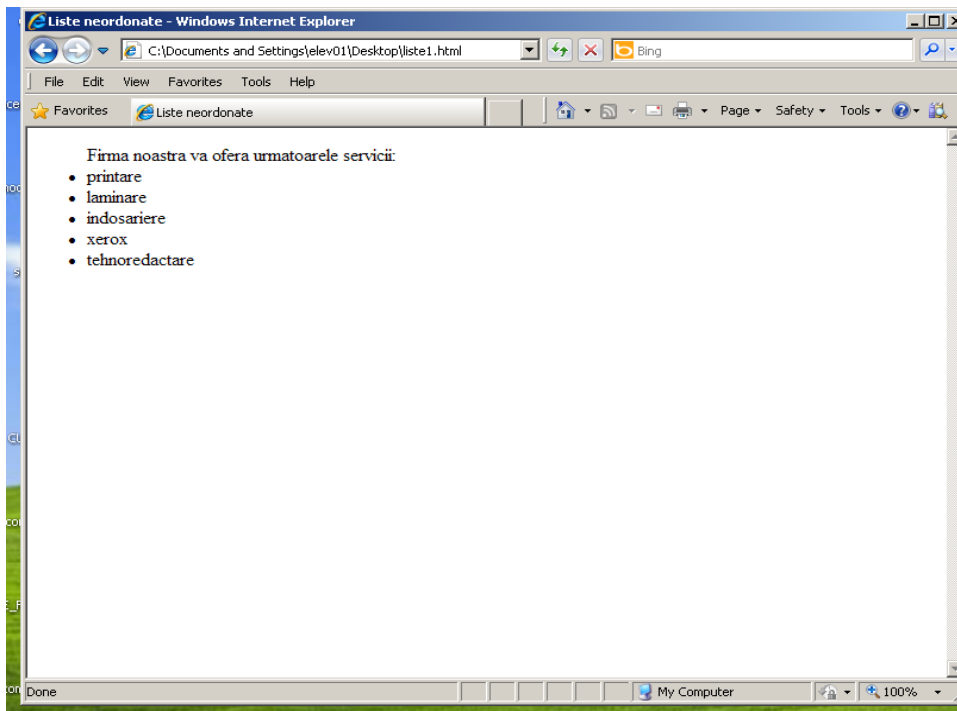 Liste neordonate - Windows Internet Explorer
C:\Documents and Settings\elev01\Desktop\liste1.html
Bing
File Edit View Favorites Tools Help
Favorites Liste neordonate Page Safety Tools
Firma noastra va ofera urmatoarele servicii:
• printare
• laminare
• indosariere
• xerox
• tehnoredactare
Done My Computer 100%